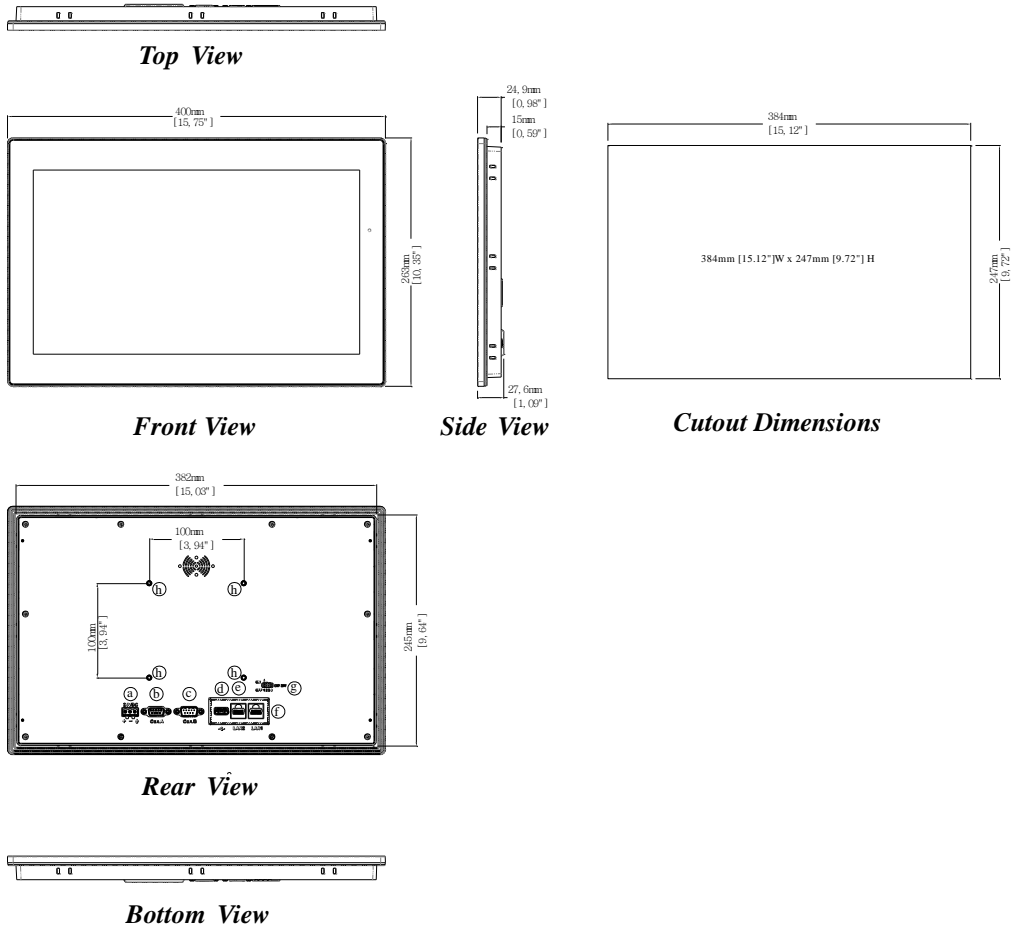 Top View
400mm
[15,75"]
263mm
[10,35"]
Front View
24,9mm
[0,98"]
15mm
[0,59"]
27,6mm
[1,09"]
Side View
384mm
[15,12"]
384mm [15.12"]W x 247mm [9.72"] H
247mm
[9,72"]
Cutout Dimensions
382mm
[15,03"]
100mm
[3,94"]
h
h
100mm
[3,94"]
245mm
[9,64"]
h
h
a
b
c
d
e
g
f
Com A
Com B
Rear View
Bottom View